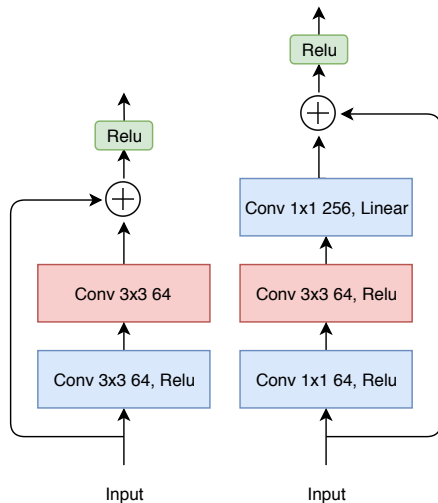 Relu
Conv 3x3 64
Conv 3x3 64, Relu
Input
Relu
Conv 1x1 256, Linear
Conv 3x3 64, Relu
Conv 1x1 64, Relu
Input